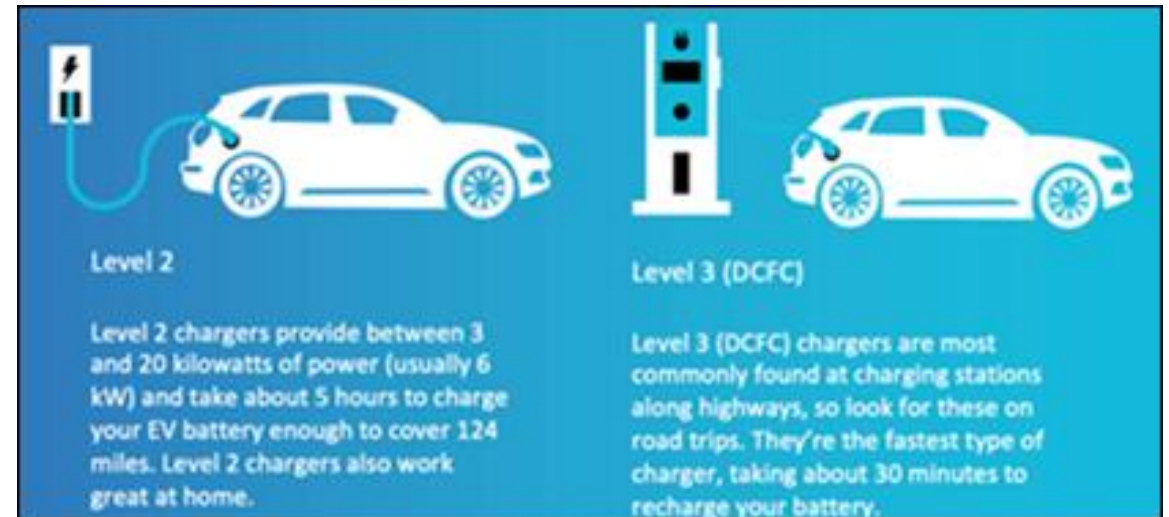 Level 2
Level 2 chargers provide between 3
and 20 kilowatts of power (usually 6
kW) and take about 5 hours to charge
your EV battery enough to cover 124
miles. Level 2 chargers also work
great at home.
Level 3 (DCFC)
Level 3 (DCFC) chargers are most
commonly found at charging stations
along highways, so look for these on
road trips. They’re the fastest type of
charger, taking about 30 minutes to
recharge your battery.